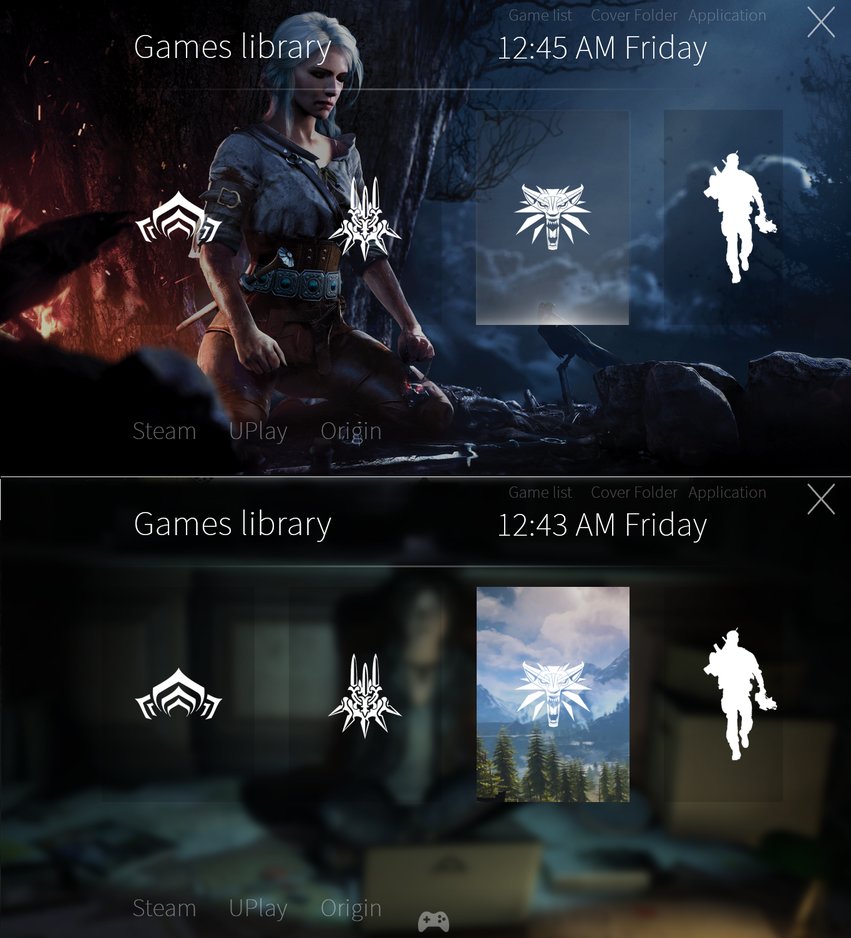 Game list Cover Folder Application
Games library 12:45 AM Friday
Steam UPlay Origin
Game list Cover Folder Application
Games library 12:43 AM Friday
Steam UPlay Origin